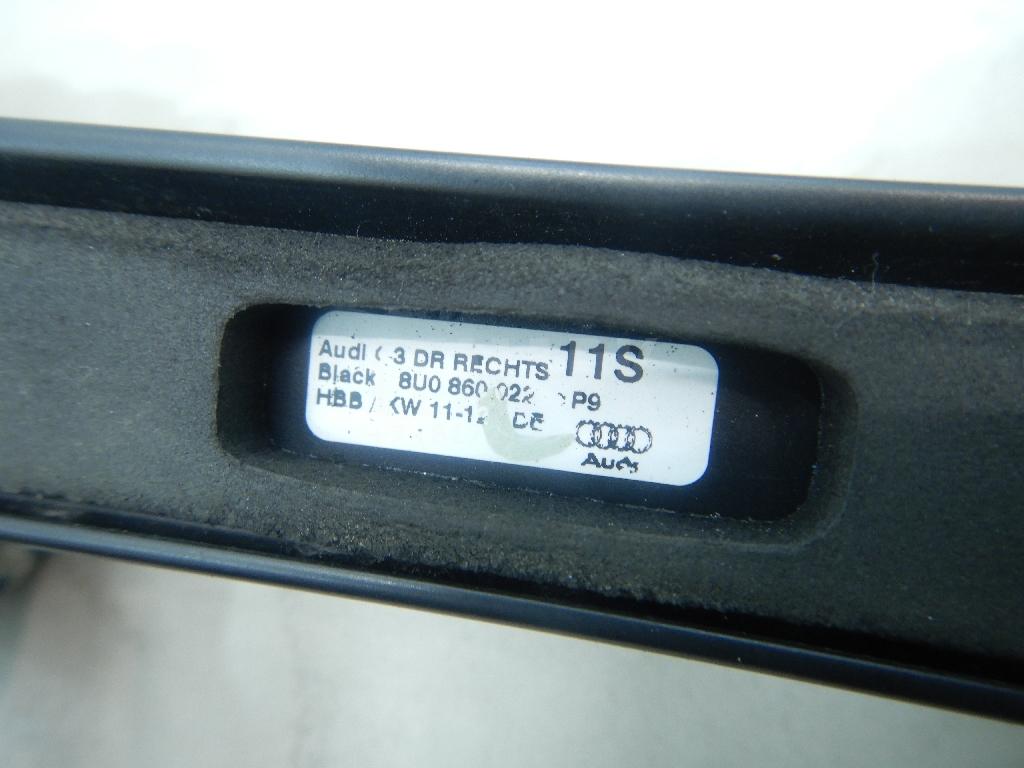 Audi 3 DR RECHTS 11S
Black 8U0 860 022 P9
HBB / KW 11-12 DE
Audi